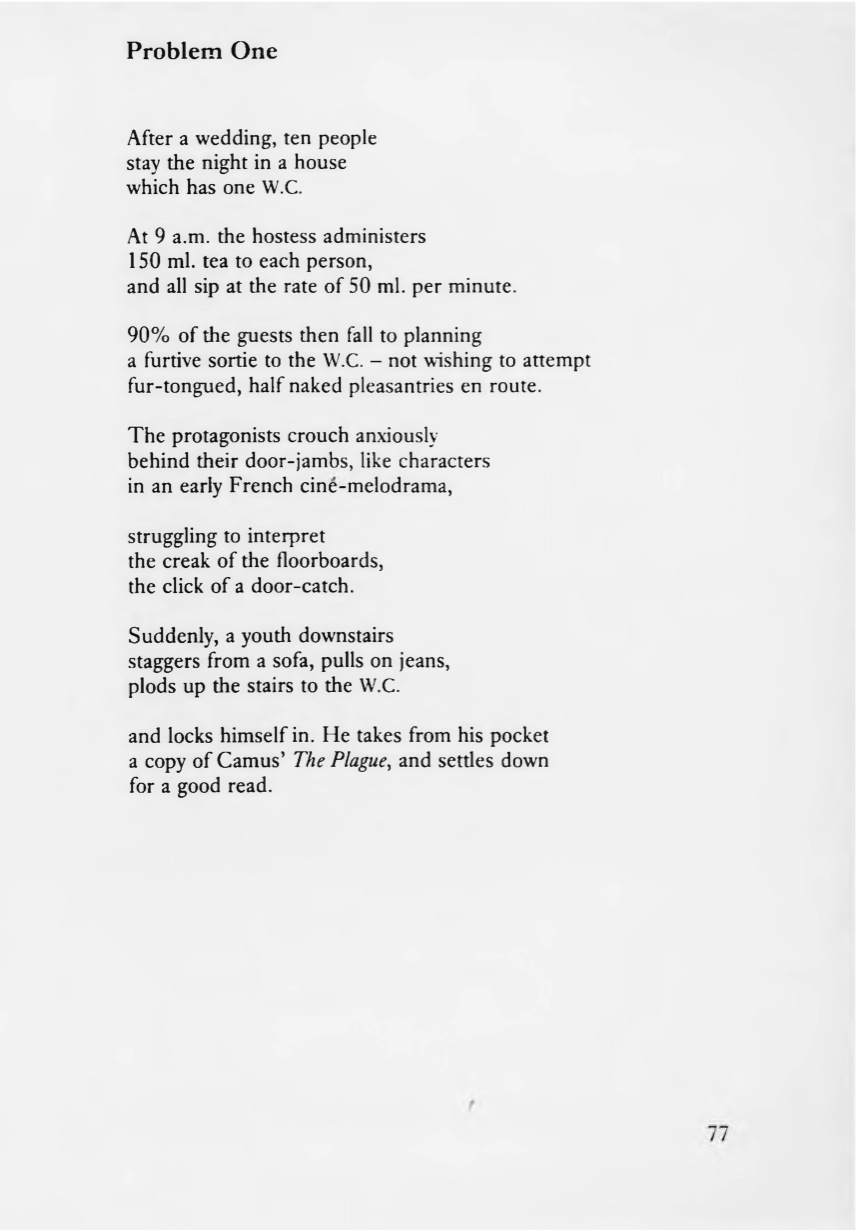 Problem One
After a wedding, ten people
stay the night in a house
which has one W.C.
At 9 a.m. the hostess administers
150 ml. tea to each person,
and all sip at the rate of 50 ml. per minute.
90% of the guests then fall to planning
a furtive sortie to the W.C. – not wishing to attempt
fur-tongued, half naked pleasantries en route.
The protagonists crouch anxiously
behind their door-jambs, like characters
in an early French ciné-melodrama,
struggling to interpret
the creak of the floorboards,
the click of a door-catch.
Suddenly, a youth downstairs
staggers from a sofa, pulls on jeans,
plods up the stairs to the W.C.
and locks himself in. He takes from his pocket
a copy of Camus’ The Plague, and settles down
for a good read.
77